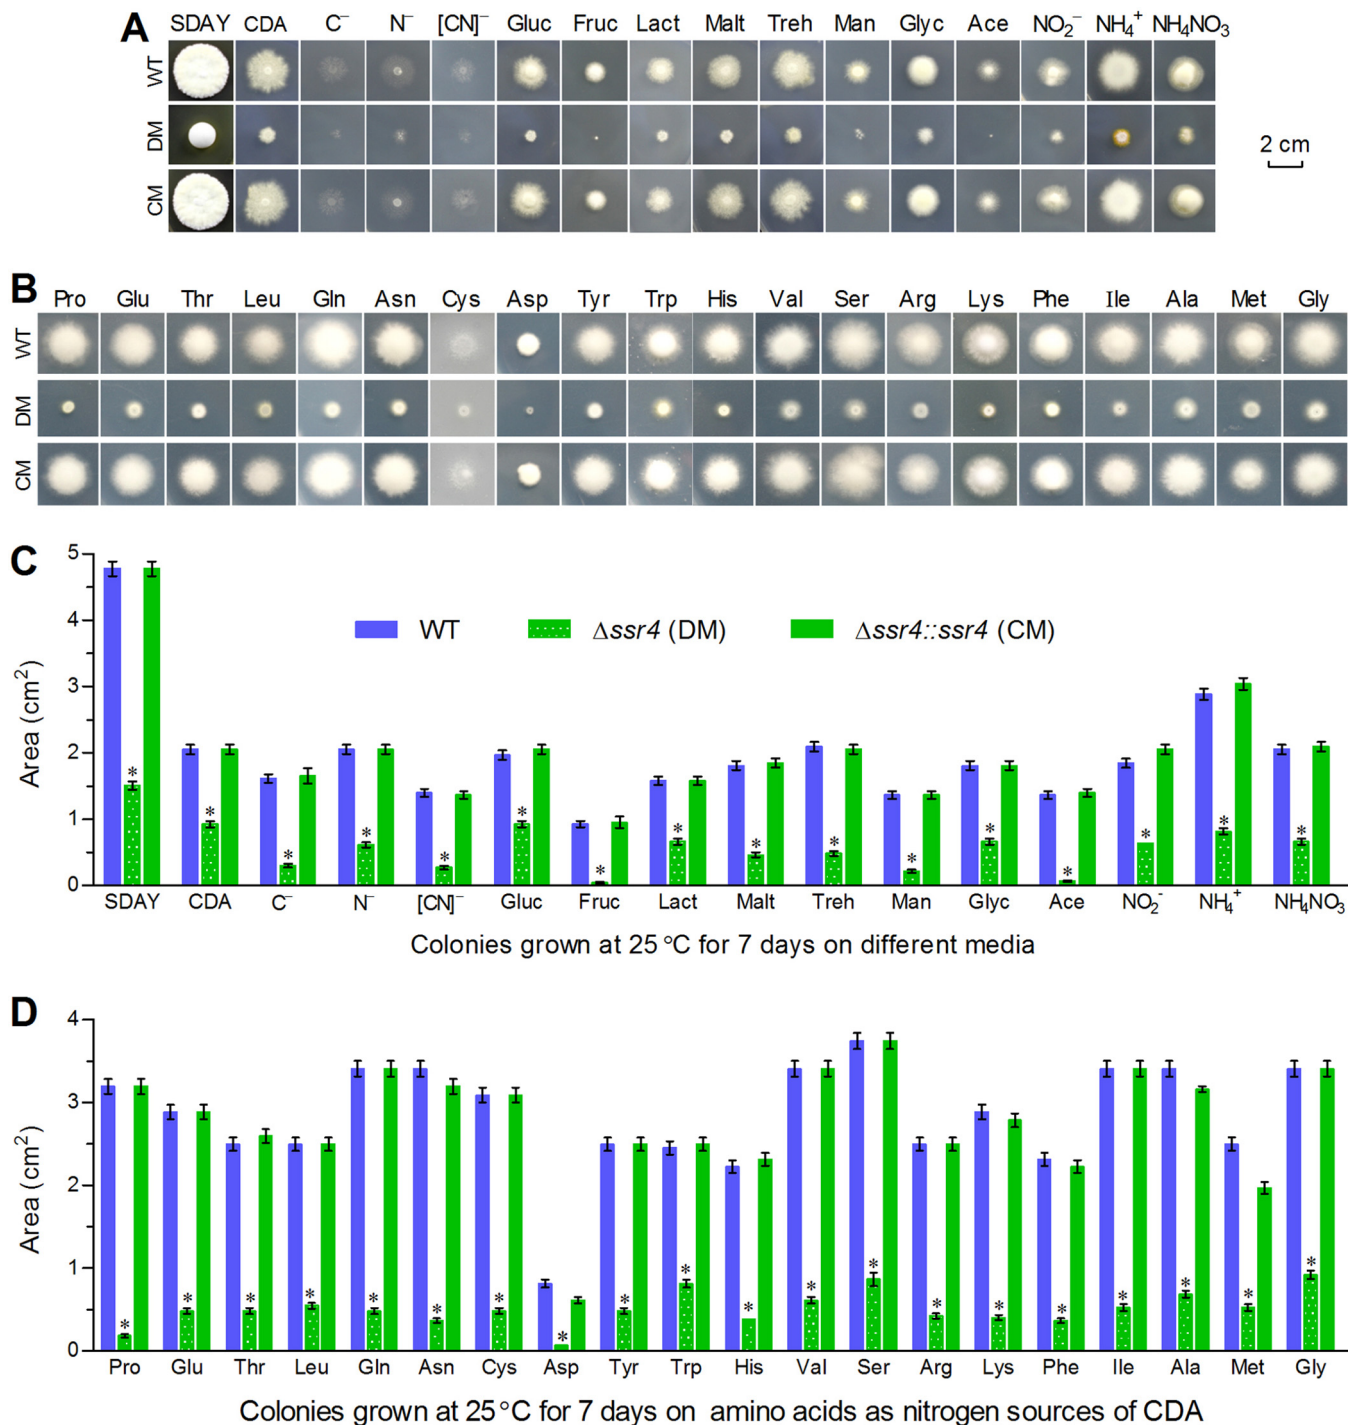 A
SDAY CDA C⁻ N⁻ [CN]⁻ Gluc Fruc Lact Malt Treh Man Glyc Ace NO₂⁻ NH₄⁺ NH₄NO₃
WT
DM
CM
2 cm
B
Pro Glu Thr Leu Gln Asn Cys Asp Tyr Trp His Val Ser Arg Lys Phe Ile Ala Met Gly
WT
DM
CM
C
Area (cm²)
5
4
3
2
1
0
WT Δssr4 (DM) Δssr4::ssr4 (CM)
* * * * * * * * * * * * * * * *
SDAY CDA C⁻ N⁻ [CN]⁻ Gluc Fruc Lact Malt Treh Man Glyc Ace NO₂⁻ NH₄⁺ NH₄NO₃
Colonies grown at 25 °C for 7 days on different media
D
Area (cm²)
4
3
2
1
0
* * * * * * * * * * * * * * * * * * * *
Pro Glu Thr Leu Gln Asn Cys Asp Tyr Trp His Val Ser Arg Lys Phe Ile Ala Met Gly
Colonies grown at 25°C for 7 days on amino acids as nitrogen sources of CDA